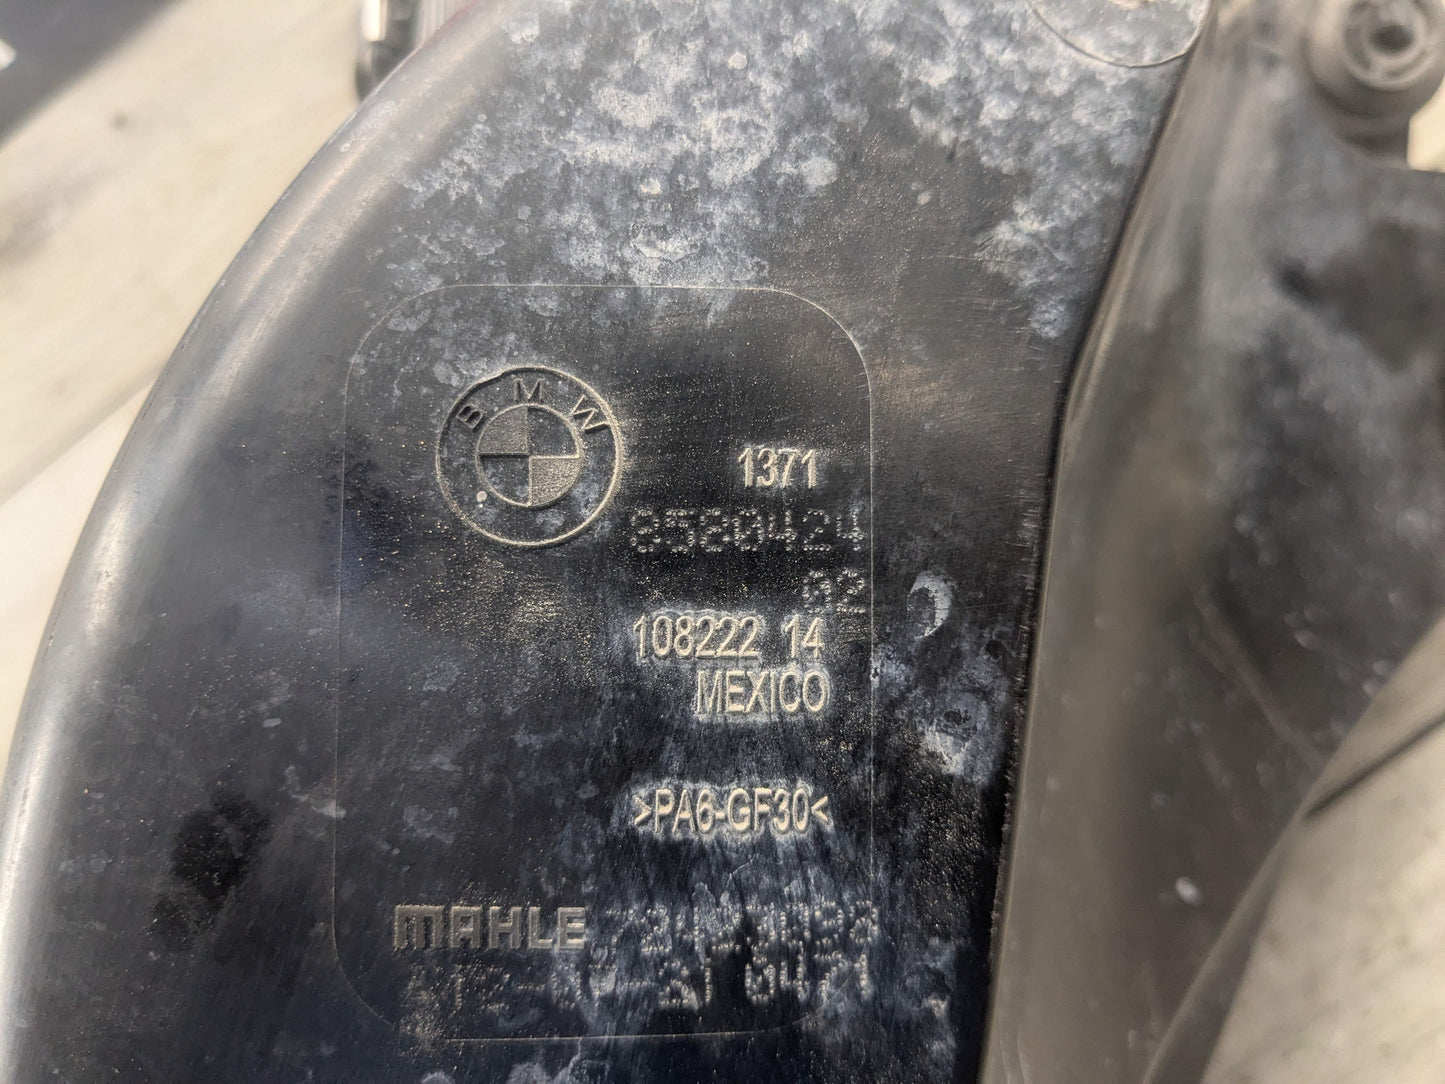 BMW
1371
8580424
02
108222 14
MEXICO
>PA6-GF30<
MAHLE